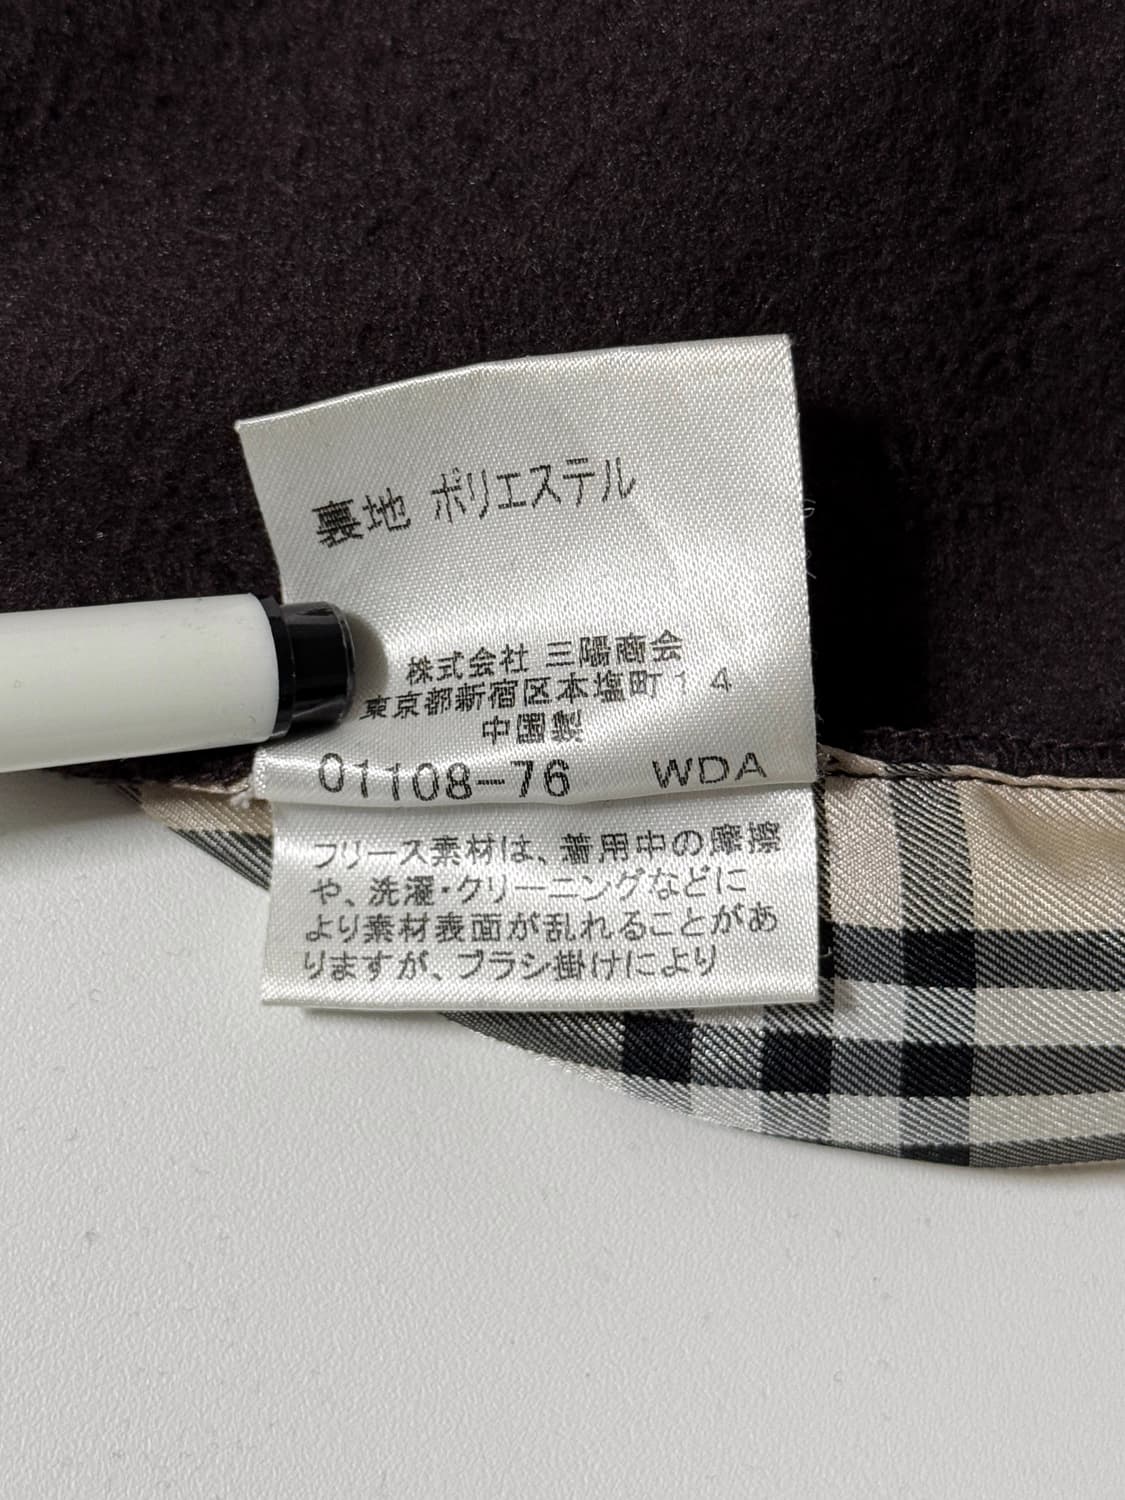 裏地 ポリエステル
株式会社 三陽商会
東京都新宿区本塩町14
中国製
01108-76 WDA
フリース素材は、着用中の摩擦
や、洗濯・クリーニングなどに
より素材表面が乱れることがあ
りますが、ブラシ掛けにより